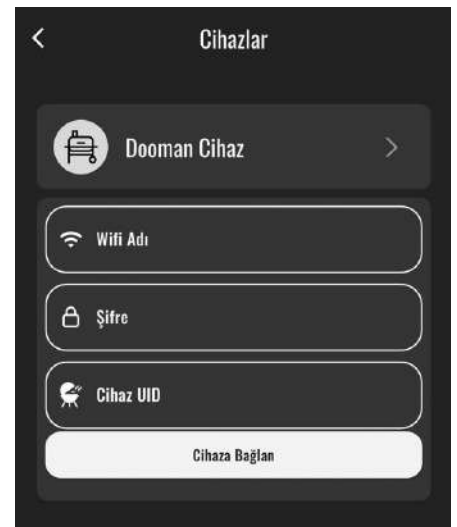 Cihazlar
Dooman Cihaz
Wifi Adı
Şifre
Cihaz UID
Cihaza Bağlan